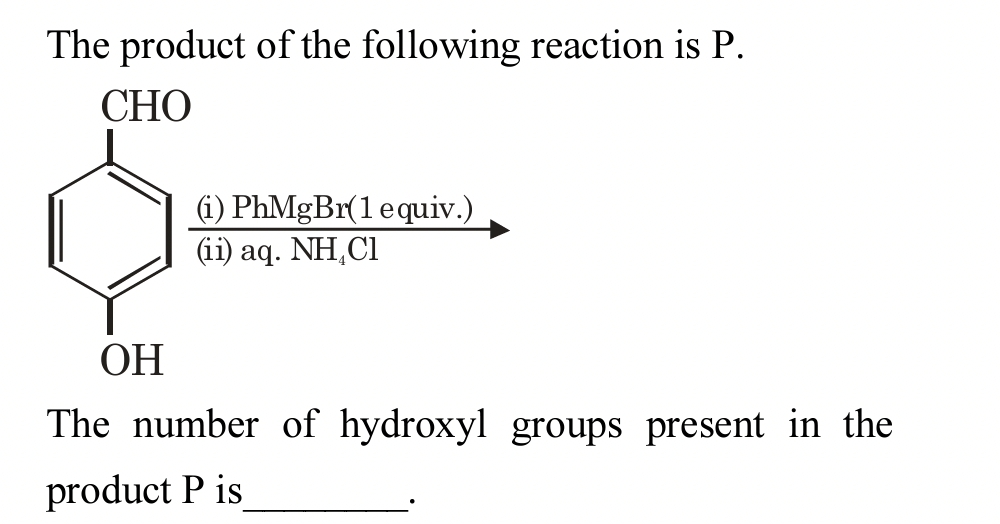 The product of the following reaction is P.
CHO
(i) PhMgBr(1 equiv.)
(ii) aq. NH₄Cl
OH
The number of hydroxyl groups present in the
product P is________.